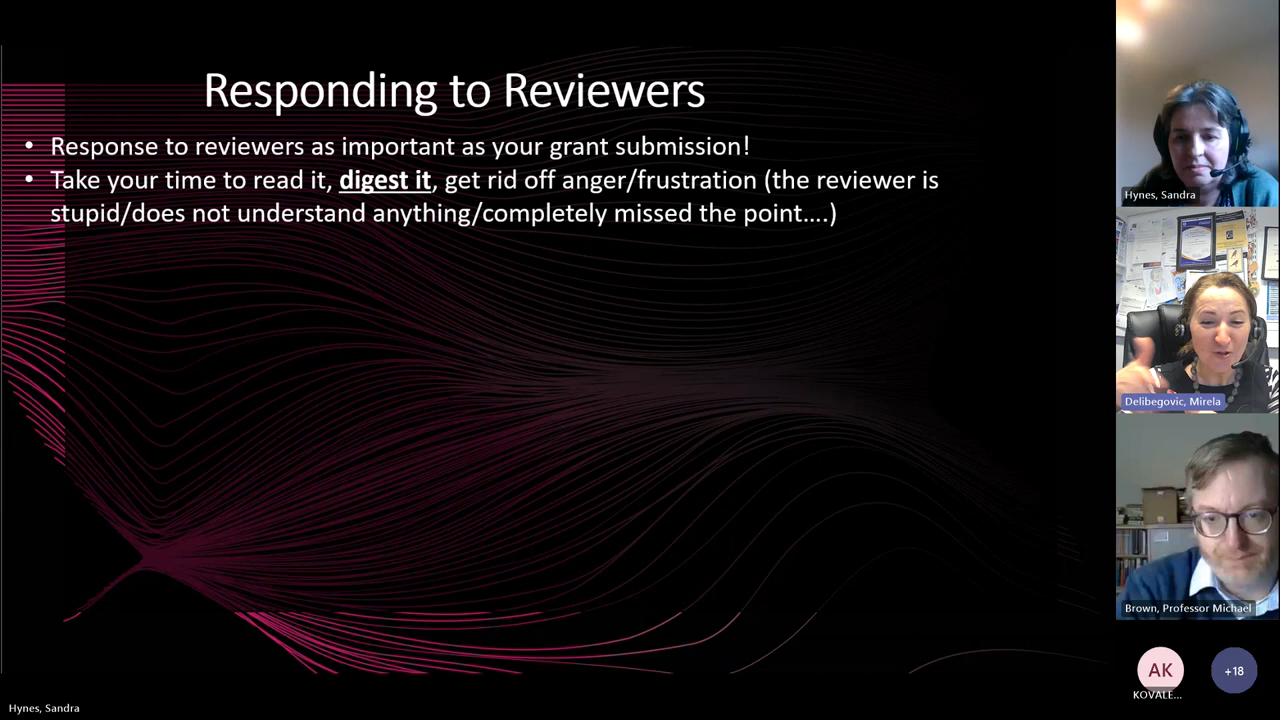 Responding to Reviewers
• Response to reviewers as important as your grant submission!
• Take your time to read it, digest it, get rid off anger/frustration (the reviewer is
stupid/does not understand anything/completely missed the point….)
Hynes, Sandra
Delibegovic, Mirela
Brown, Professor Michael
AK
+18
KOVALE...
Hynes, Sandra